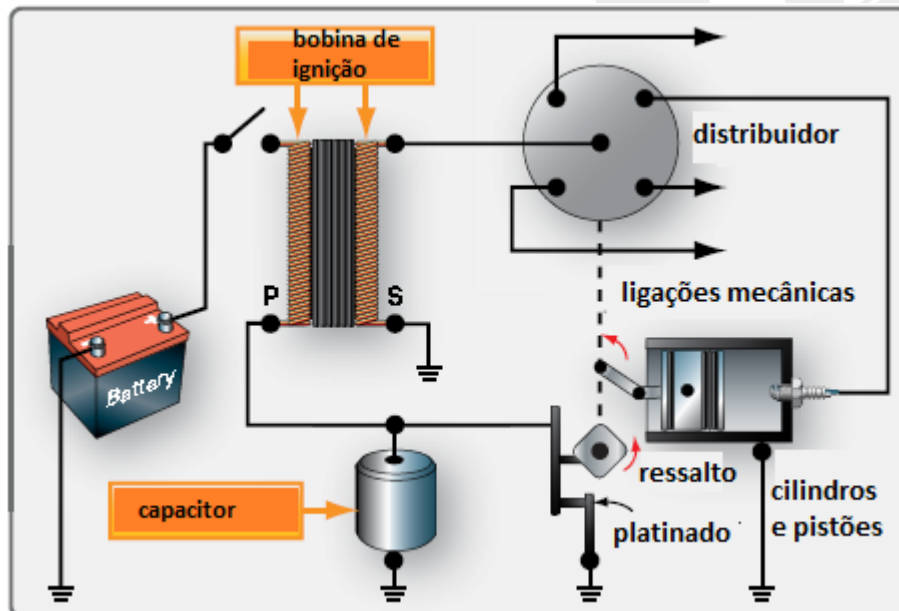 bobina de
ignição
distribuidor
P
S
ligações mecânicas
Battery
ressalto
capacitor
platinado
cilindros
e pistões